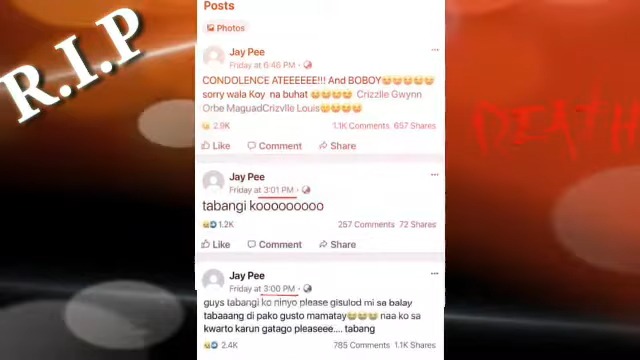 R.I.P
Posts
Photos
Jay Pee
Friday at 6:46 PM ·
CONDOLENCE ATEEEEEE!!! And BOBOY😭😭😭😭😭
sorry wala Koy na buhat 😭😭😭😭 Crizzlle Gwynn
Orbe MaguadCrizvlle Louis😭😭😭😭
2.9K 1.1K Comments 657 Shares
Like Comment Share
Jay Pee
Friday at 3:01 PM ·
tabangi kooooooooo
1.2K 257 Comments 72 Shares
Like Comment Share
Jay Pee
Friday at 3:00 PM ·
guys tabangi ko ninyo please gisulod mi sa balay
tabaaang di pako gusto mamatay😭😭😭 naa ko sa
kwarto karun gatago pleaseee.... tabang
2.4K 785 Comments 1.1K Shares
DEATH